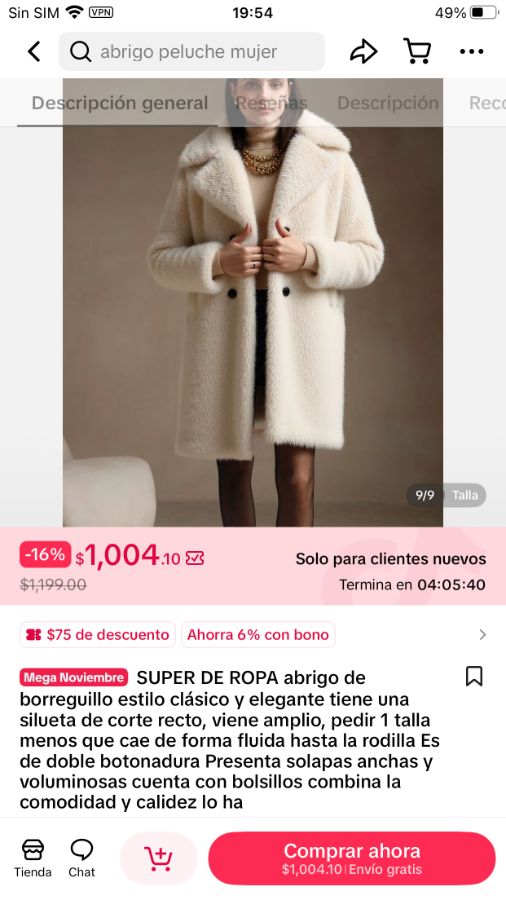 Sin SIM VPN 19:54 49%
abrigo peluche mujer
Descripción general Reseñas Descripción Reco
9/9 Talla
-16% $1,004.10 Solo para clientes nuevos
$1,199.00 Termina en 04:05:40
$75 de descuento Ahorra 6% con bono
Mega Noviembre SUPER DE ROPA abrigo de
borreguillo estilo clásico y elegante tiene una
silueta de corte recto, viene amplio, pedir 1 talla
menos que cae de forma fluida hasta la rodilla Es
de doble botonadura Presenta solapas anchas y
voluminosas cuenta con bolsillos combina la
comodidad y calidez lo ha
Comprar ahora
Tienda Chat $1,004.10 | Envío gratis